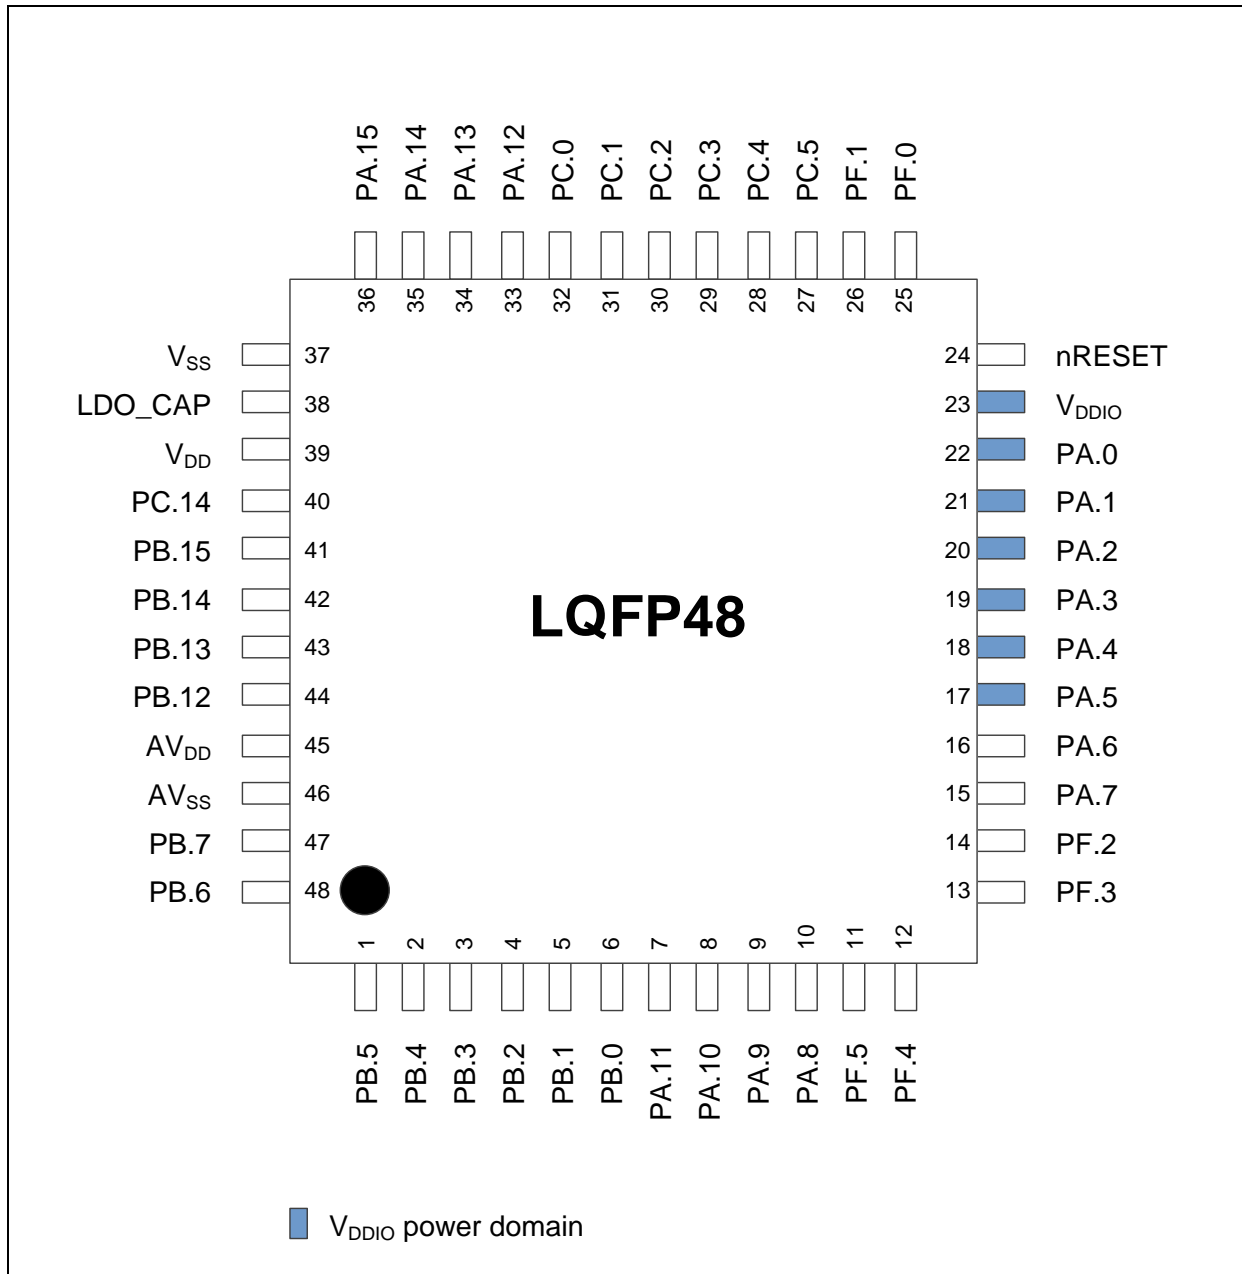 PA.15 PA.14 PA.13 PA.12 PC.0 PC.1 PC.2 PC.3 PC.4 PC.5 PF.1 PF.0
36 35 34 33 32 31 30 29 28 27 26 25
VSS 37 24 nRESET
LDO_CAP 38 23 VDDIO
VDD 39 22 PA.0
PC.14 40 21 PA.1
PB.15 41 20 PA.2
PB.14 42 19 PA.3
LQFP48
PB.13 43 18 PA.4
PB.12 44 17 PA.5
AVDD 45 16 PA.6
AVSS 46 15 PA.7
PB.7 47 14 PF.2
PB.6 48 13 PF.3
1 2 3 4 5 6 7 8 9 10 11 12
PB.5 PB.4 PB.3 PB.2 PB.1 PB.0 PA.11 PA.10 PA.9 PA.8 PF.5 PF.4
VDDIO power domain